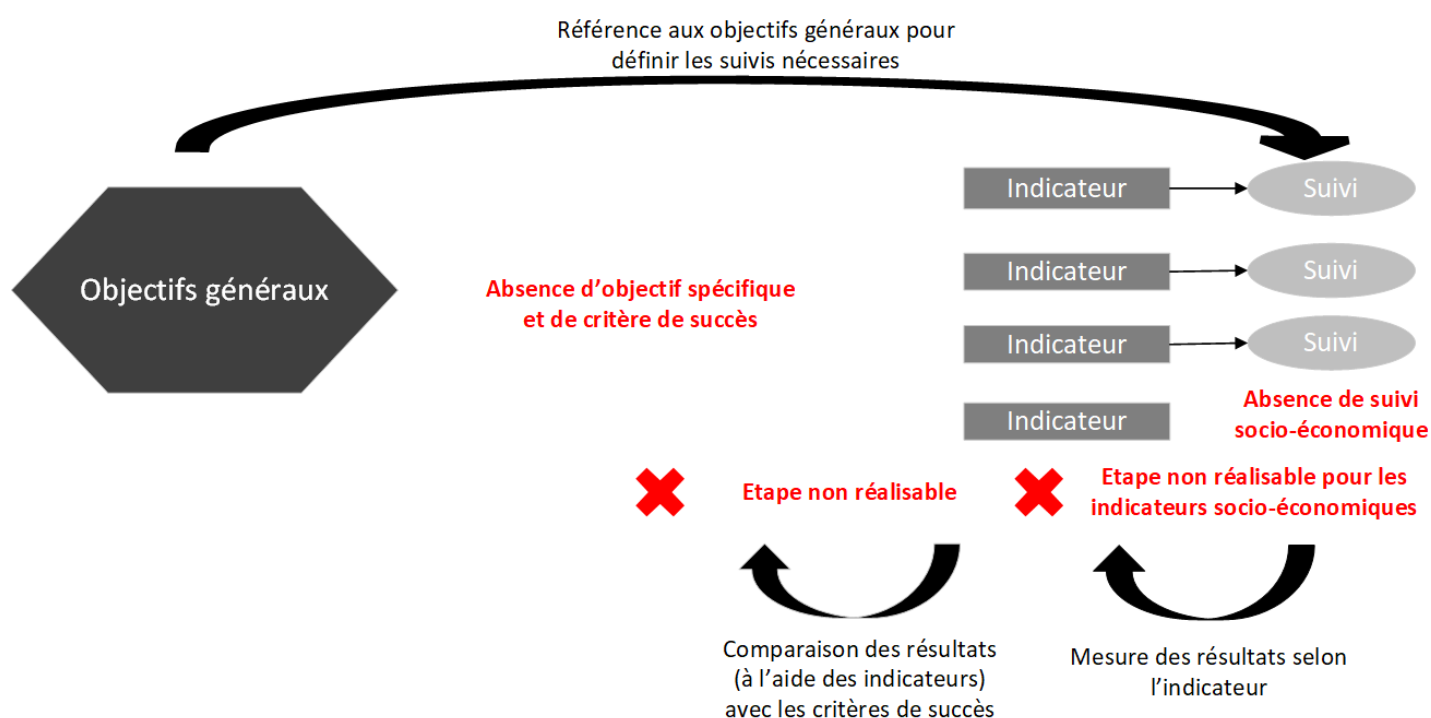 Référence aux objectifs généraux pour
définir les suivis nécessaires
Indicateur
Suivi
Objectifs généraux
Absence d’objectif spécifique
et de critère de succès
Indicateur
Suivi
Indicateur
Suivi
Indicateur
Absence de suivi
socio-économique
Etape non réalisable
Etape non réalisable pour les
indicateurs socio-économiques
Comparaison des résultats
(à l’aide des indicateurs)
avec les critères de succès
Mesure des résultats selon
l’indicateur